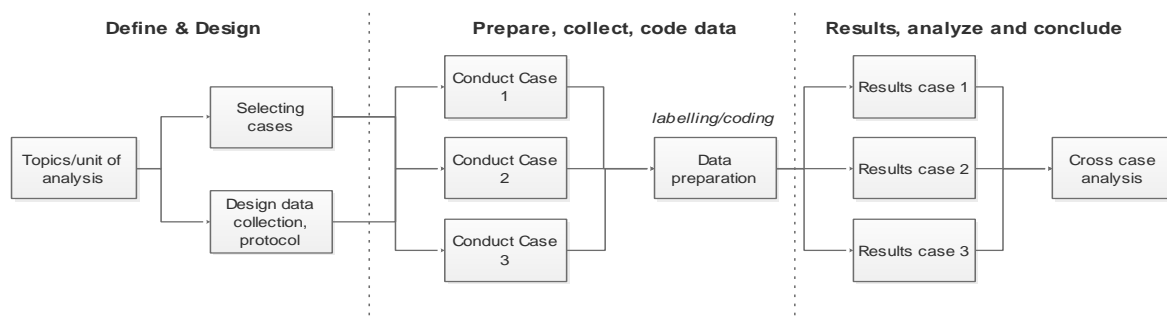 Define & Design
Prepare, collect, code data
Results, analyze and conclude
Topics/unit of
analysis
Selecting
cases
Design data
collection,
protocol
Conduct Case
1
Conduct Case
2
Conduct Case
3
labelling/coding
Data
preparation
Results case 1
Results case 2
Results case 3
Cross case
analysis